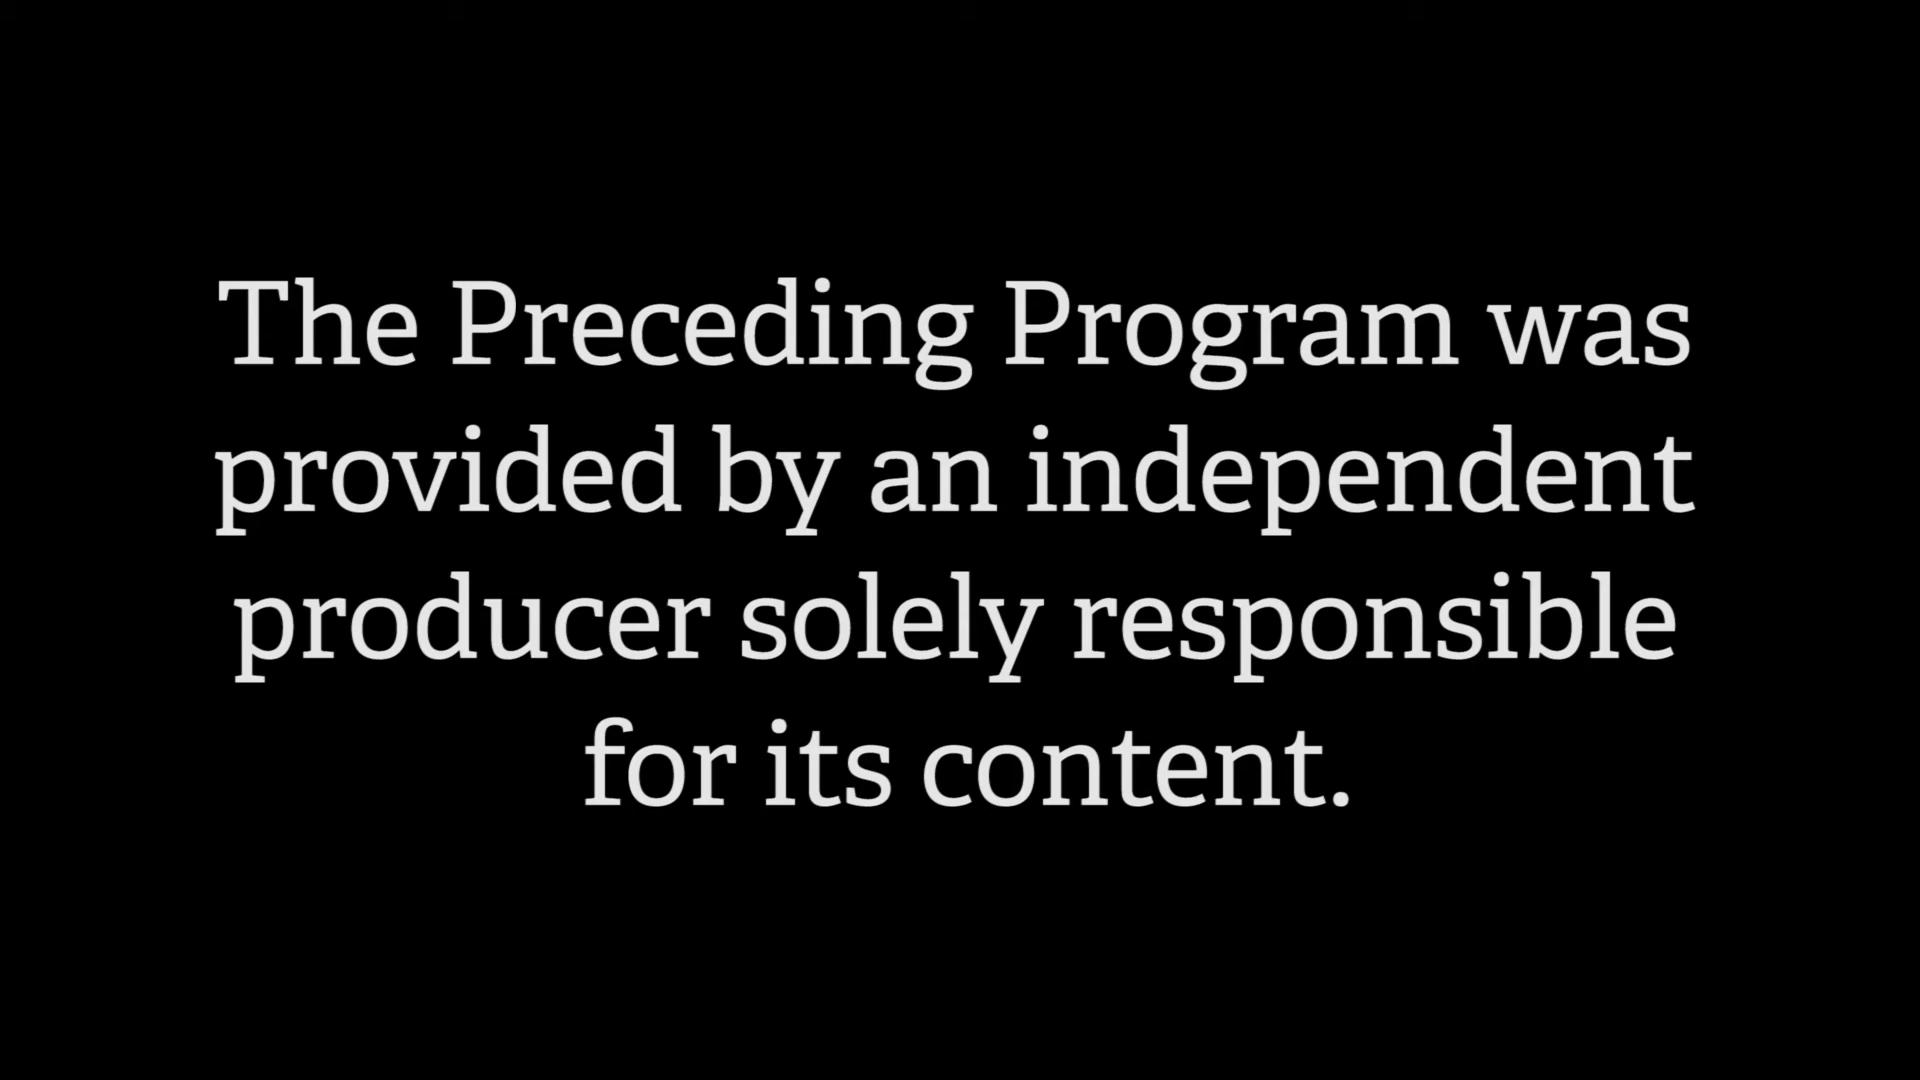 The Preceding Program was
provided by an independent
producer solely responsible
for its content.